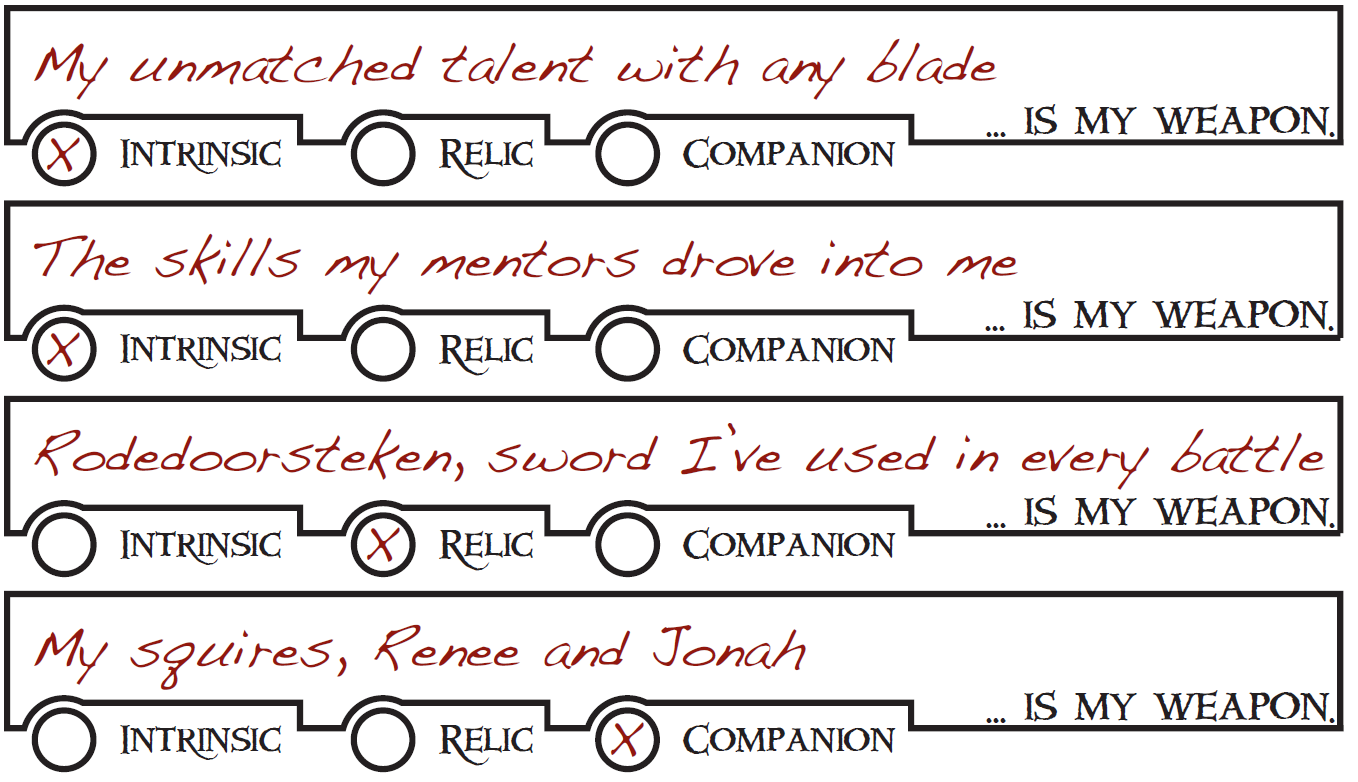 My unmatched talent with any blade
... IS MY WEAPON.
X INTRINSIC RELIC COMPANION
The skills my mentors drove into me
... IS MY WEAPON.
X INTRINSIC RELIC COMPANION
Rodedoorsteken, sword I've used in every battle
... IS MY WEAPON.
INTRINSIC X RELIC COMPANION
My squires, Renee and Jonah
... IS MY WEAPON.
INTRINSIC RELIC X COMPANION